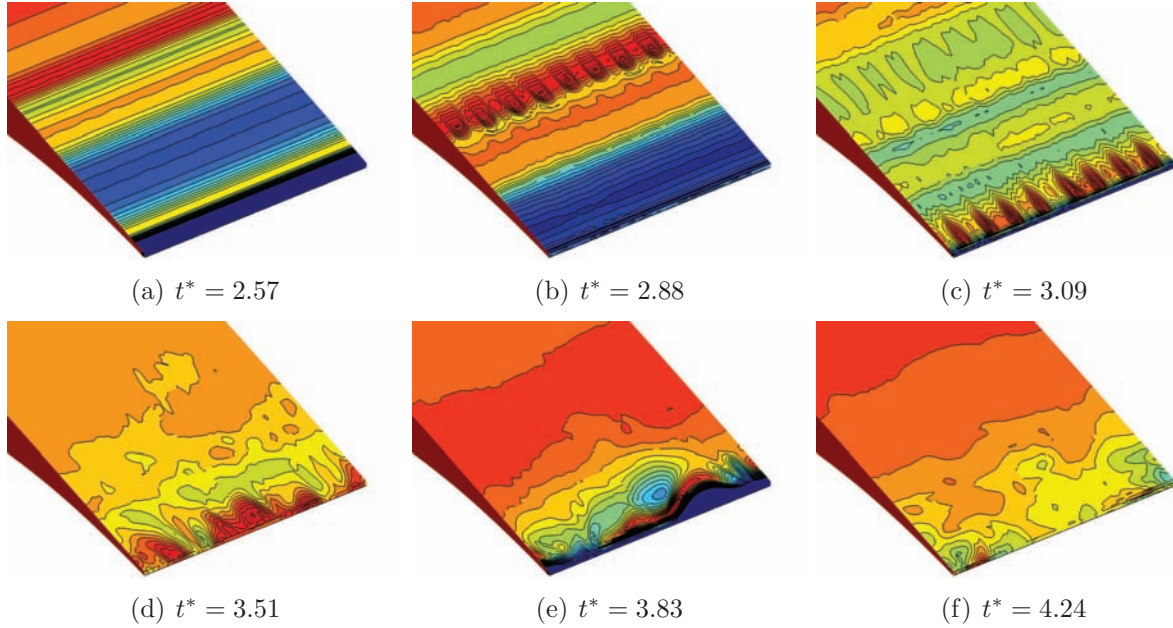 (a) t* = 2.57
(b) t* = 2.88
(c) t* = 3.09
(d) t* = 3.51
(e) t* = 3.83
(f) t* = 4.24